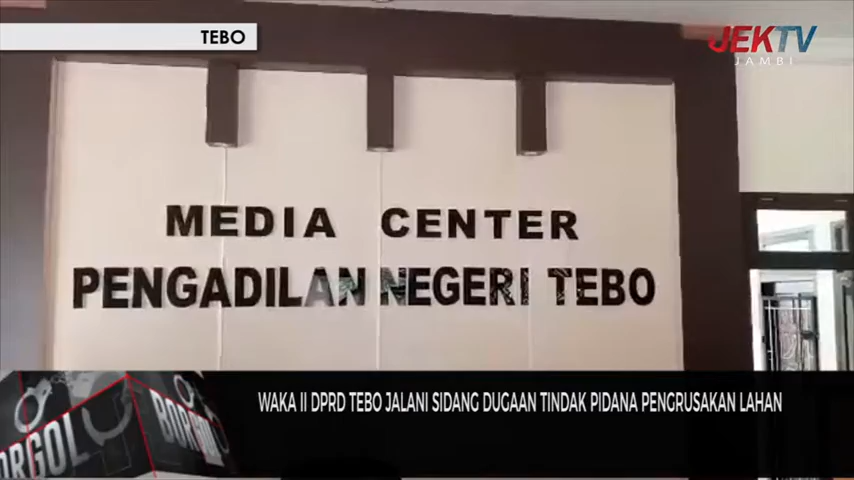 TEBO
JEKTV
JAMBI
MEDIA CENTER
PENGADILAN NEGERI TEBO
WAKA II DPRD TEBO JALANI SIDANG DUGAAN TINDAK PIDANA PENGRUSAKAN LAHAN
BORGOL